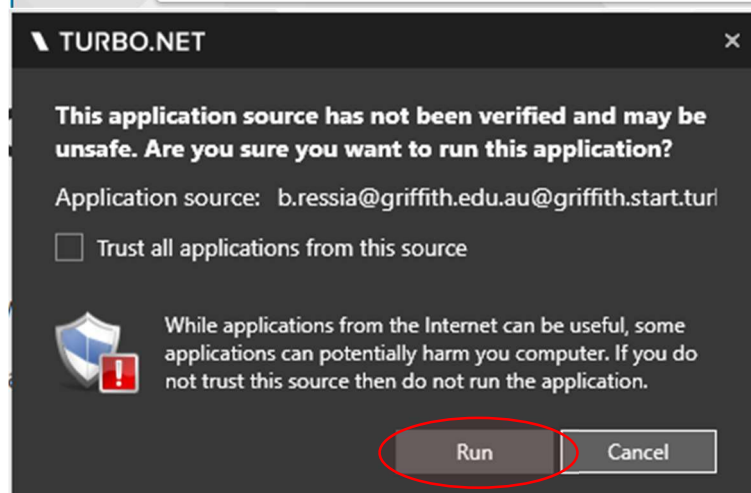 TURBO.NET
This application source has not been verified and may be
unsafe. Are you sure you want to run this application?
Application source: b.ressia@griffith.edu.au@griffith.start.turl
Trust all applications from this source
While applications from the Internet can be useful, some
applications can potentially harm you computer. If you do
not trust this source then do not run the application.
Run Cancel